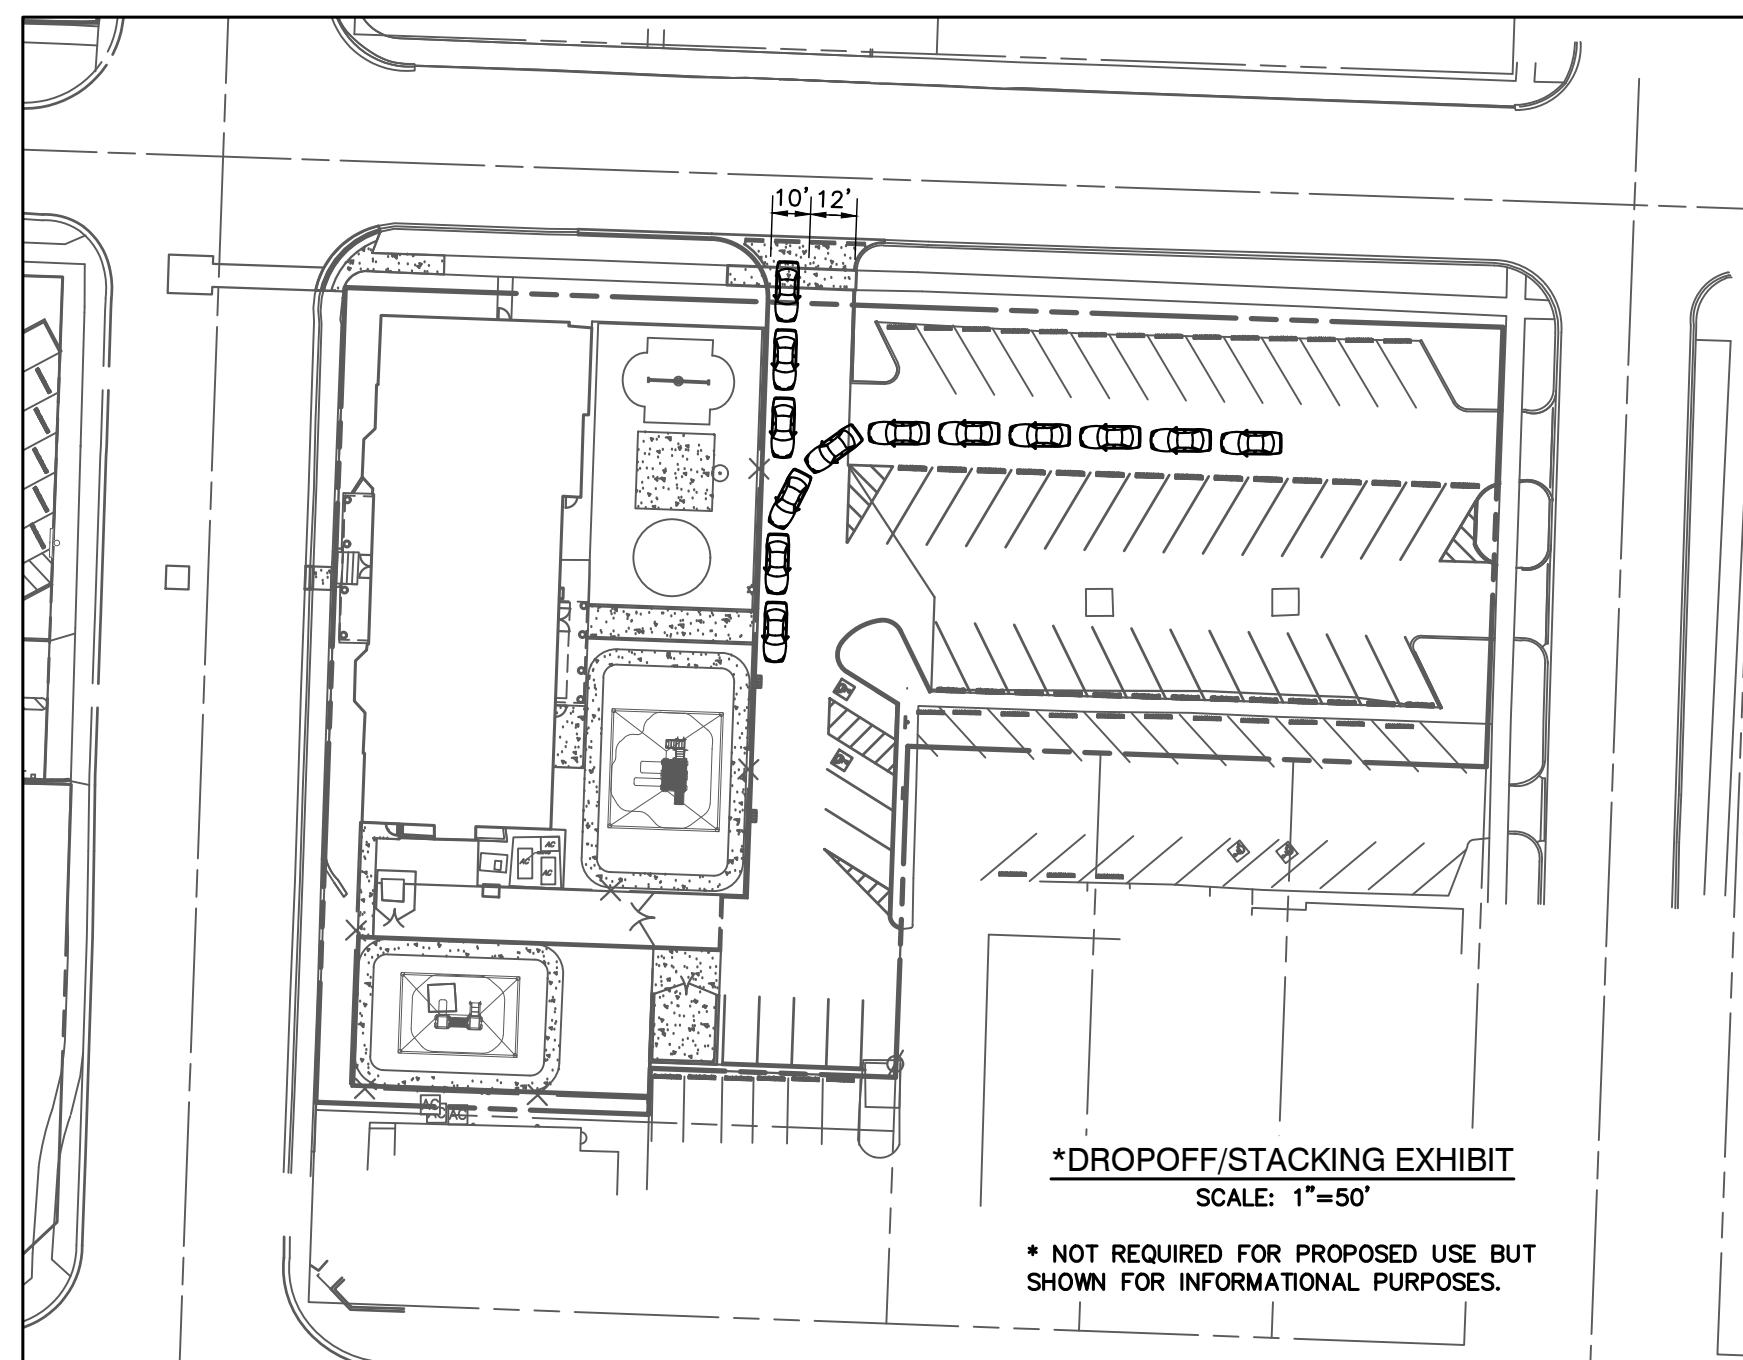 10' 12'
AC
AC
AC
AC
AC
AC
*DROPOFF/STACKING EXHIBIT
SCALE: 1"=50'
* NOT REQUIRED FOR PROPOSED USE BUT
SHOWN FOR INFORMATIONAL PURPOSES.